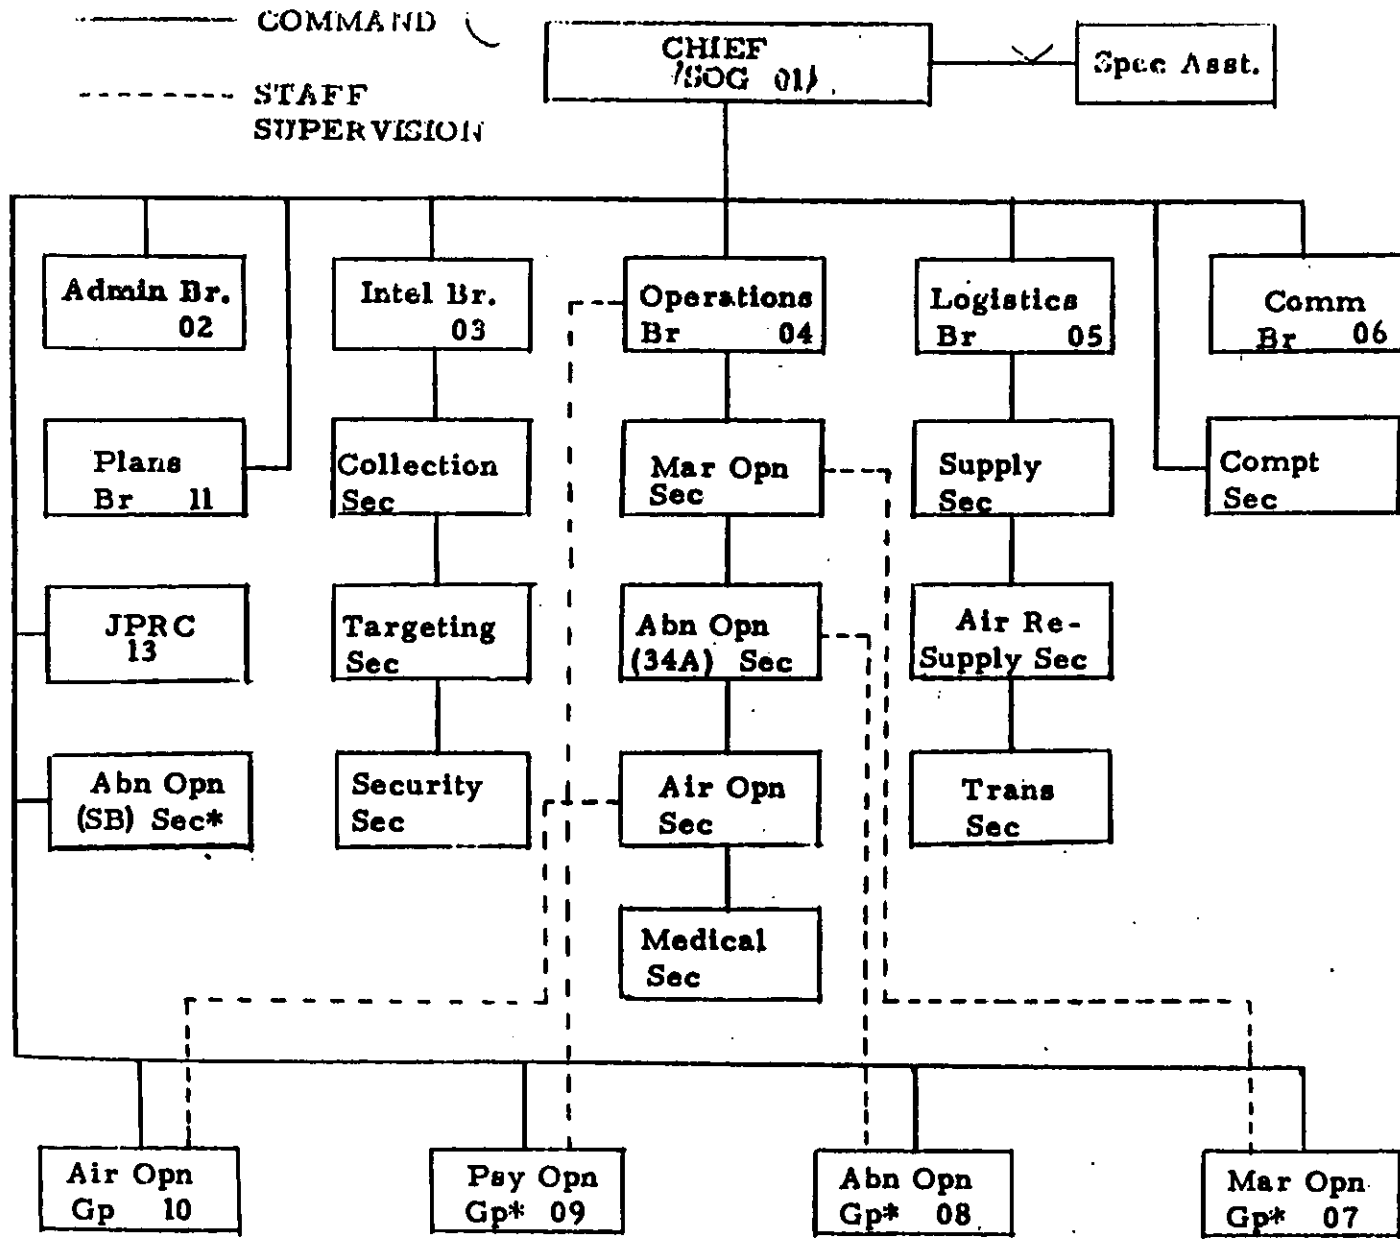 COMMAND
STAFF
SUPERVISION
CHIEF
/SOG 01/
Spec Asst.
Admin Br.
02
Intel Br.
03
Operations
Br 04
Logistics
Br 05
Comm
Br 06
Plans
Br 11
Collection
Sec
Mar Opn
Sec
Supply
Sec
Compt
Sec
JPRC
13
Targeting
Sec
Abn Opn
(34A) Sec
Air Re-
Supply Sec
Abn Opn
(SB) Sec*
Security
Sec
Air Opn
Sec
Trans
Sec
Medical
Sec
Air Opn
Gp 10
Psy Opn
Gp* 09
Abn Opn
Gp* 08
Mar Opn
Gp* 07